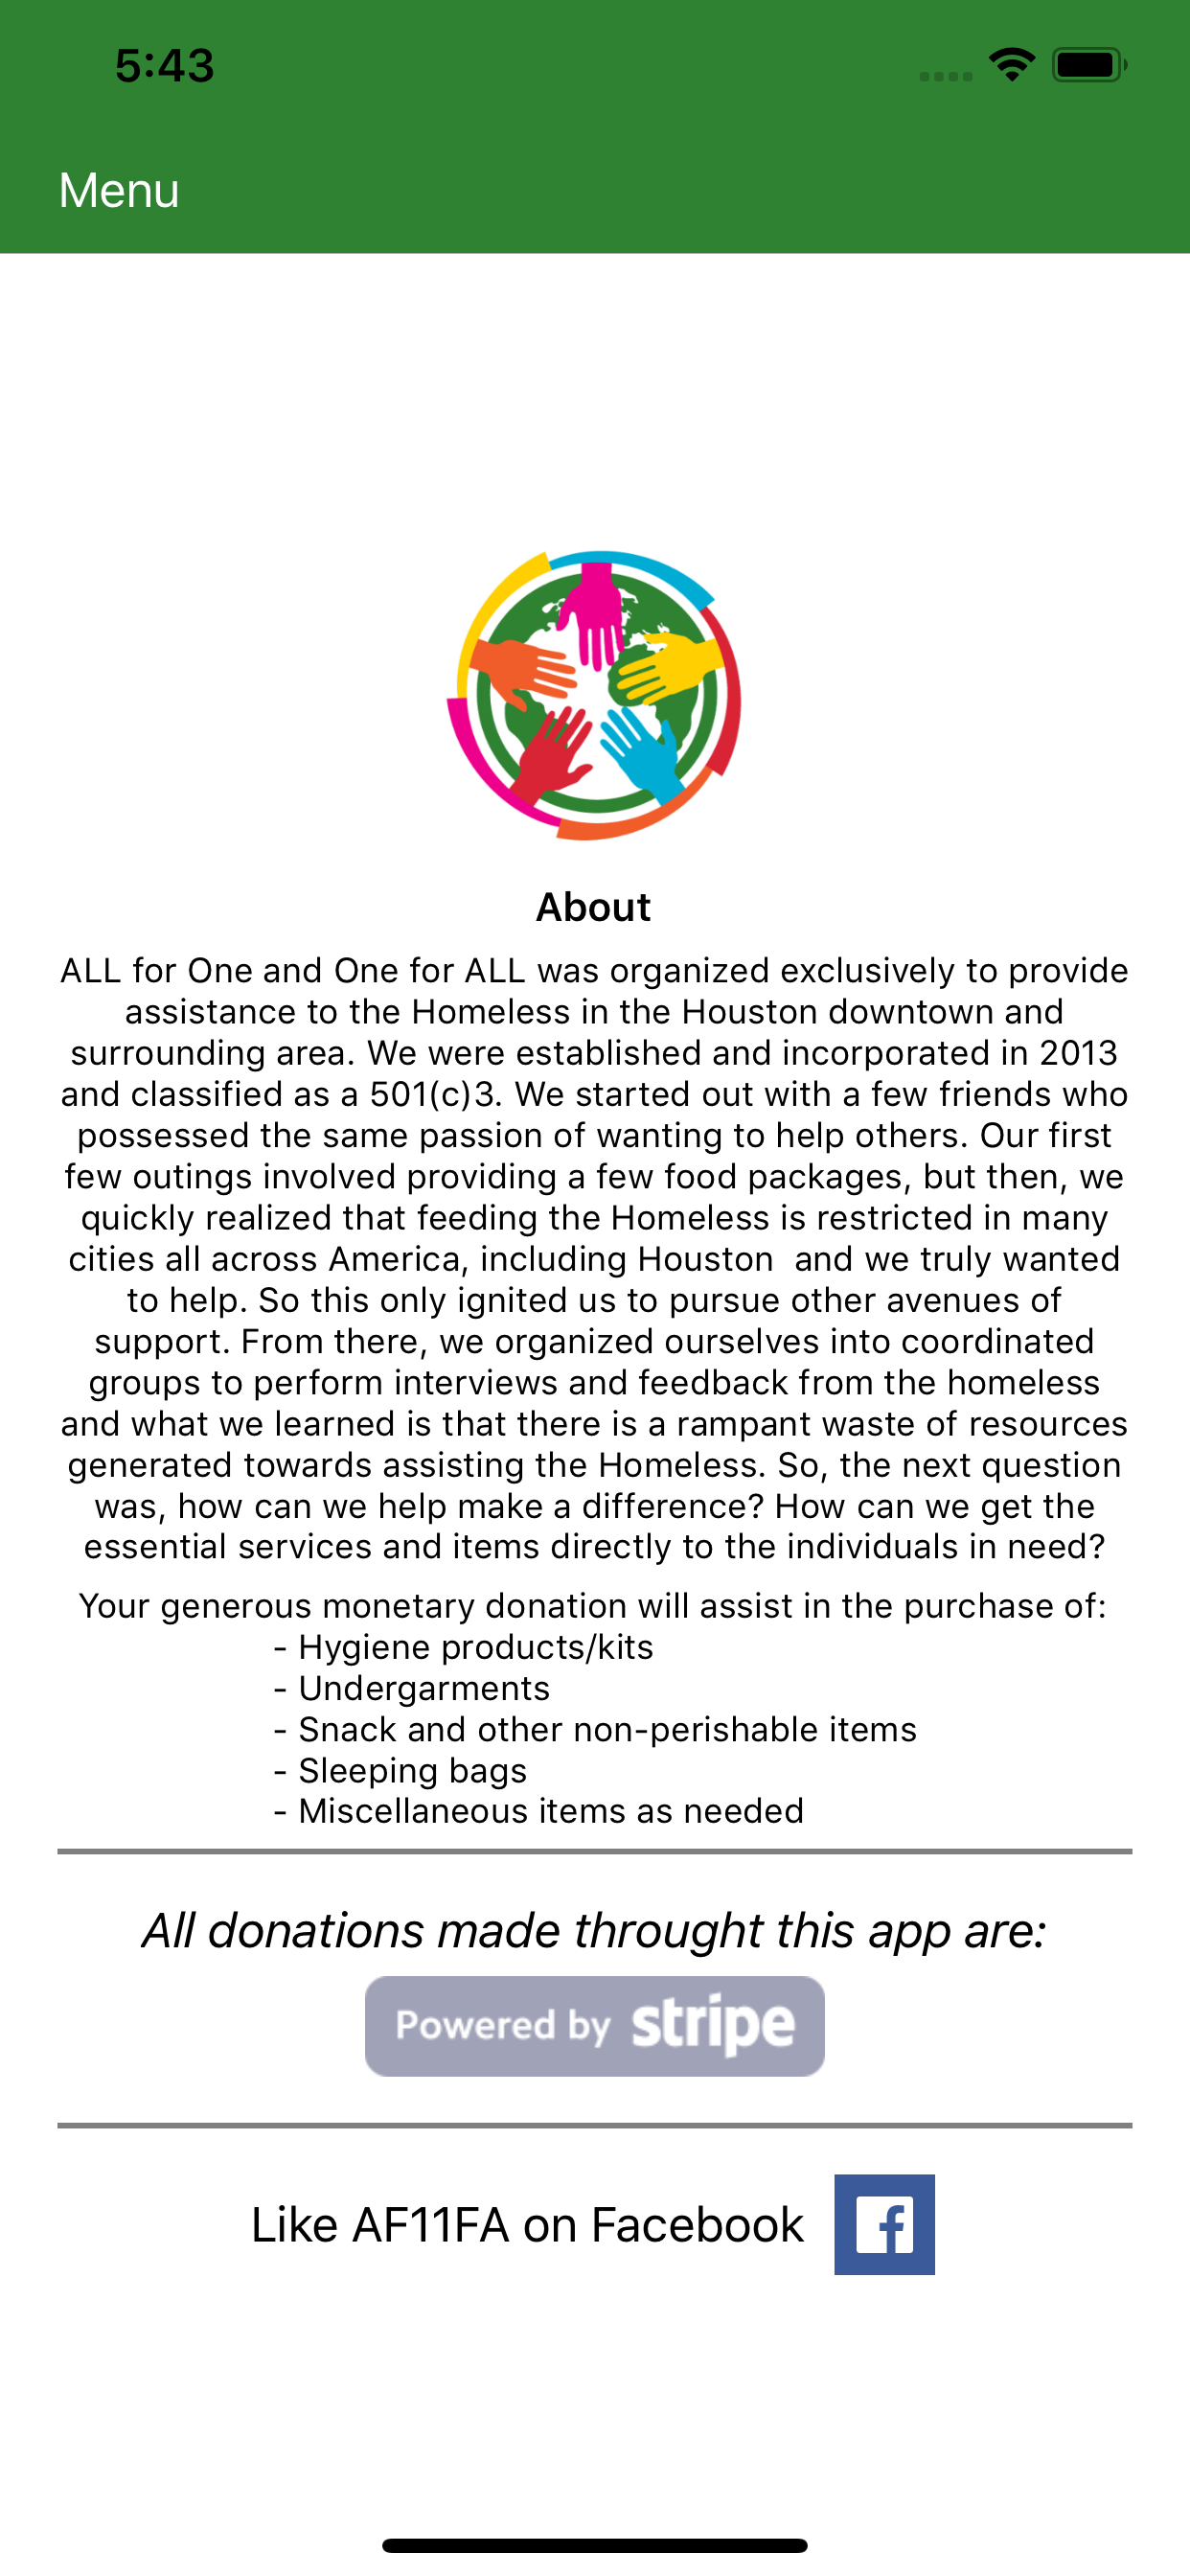 5:43
Menu
About
ALL for One and One for ALL was organized exclusively to provide
assistance to the Homeless in the Houston downtown and
surrounding area. We were established and incorporated in 2013
and classified as a 501(c)3. We started out with a few friends who
possessed the same passion of wanting to help others. Our first
few outings involved providing a few food packages, but then, we
quickly realized that feeding the Homeless is restricted in many
cities all across America, including Houston  and we truly wanted
to help. So this only ignited us to pursue other avenues of
support. From there, we organized ourselves into coordinated
groups to perform interviews and feedback from the homeless
and what we learned is that there is a rampant waste of resources
generated towards assisting the Homeless. So, the next question
was, how can we help make a difference? How can we get the
essential services and items directly to the individuals in need?
Your generous monetary donation will assist in the purchase of:
- Hygiene products/kits
- Undergarments
- Snack and other non-perishable items
- Sleeping bags
- Miscellaneous items as needed
All donations made throught this app are:
Powered by stripe
Like AF11FA on Facebook